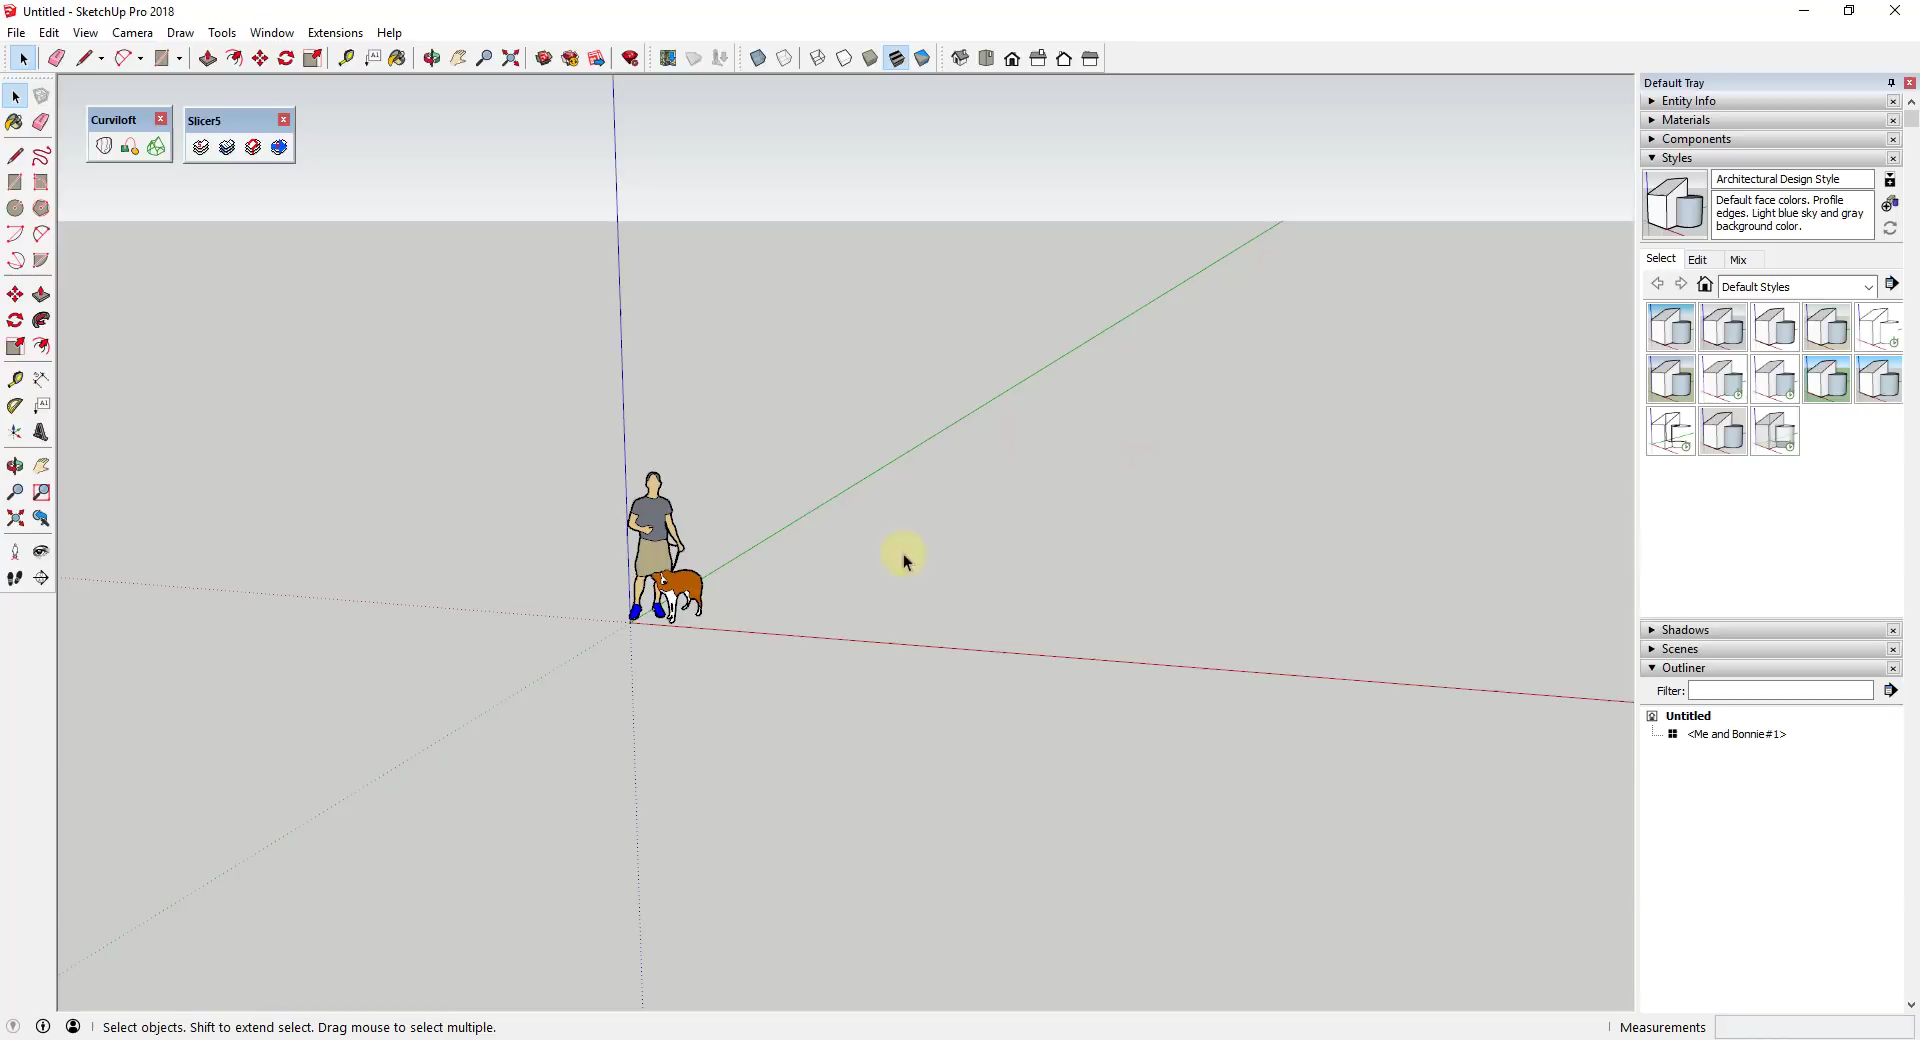 Untitled - SketchUp Pro 2018
File Edit View Camera Draw Tools Window Extensions Help
Default Tray
Entity Info
Materials
Components
Styles
Architectural Design Style
Default face colors. Profile
edges. Light blue sky and gray
background color.
Select Edit Mix
Default Styles
Shadows
Scenes
Outliner
Filter:
Untitled
<Me and Bonnie#1>
Curviloft
Slicer5
A1
A1
Select objects. Shift to extend select. Drag mouse to select multiple.
Measurements